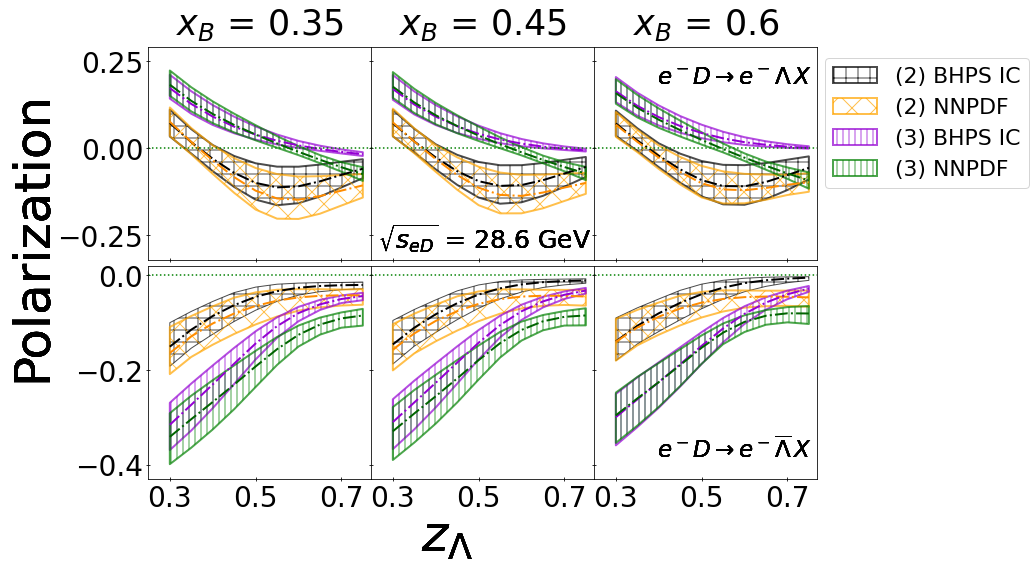 x_B = 0.35 x_B = 0.45 x_B = 0.6
Polarization
0.25
0.00
−0.25
e⁻D → e⁻ΛX
√s_{eD} = 28.6 GeV
(2) BHPS IC
(2) NNPDF
(3) BHPS IC
(3) NNPDF
0.0
−0.2
−0.4
e⁻D → e⁻Λ̅X
0.3 0.5 0.7 0.3 0.5 0.7 0.3 0.5 0.7
z_Λ